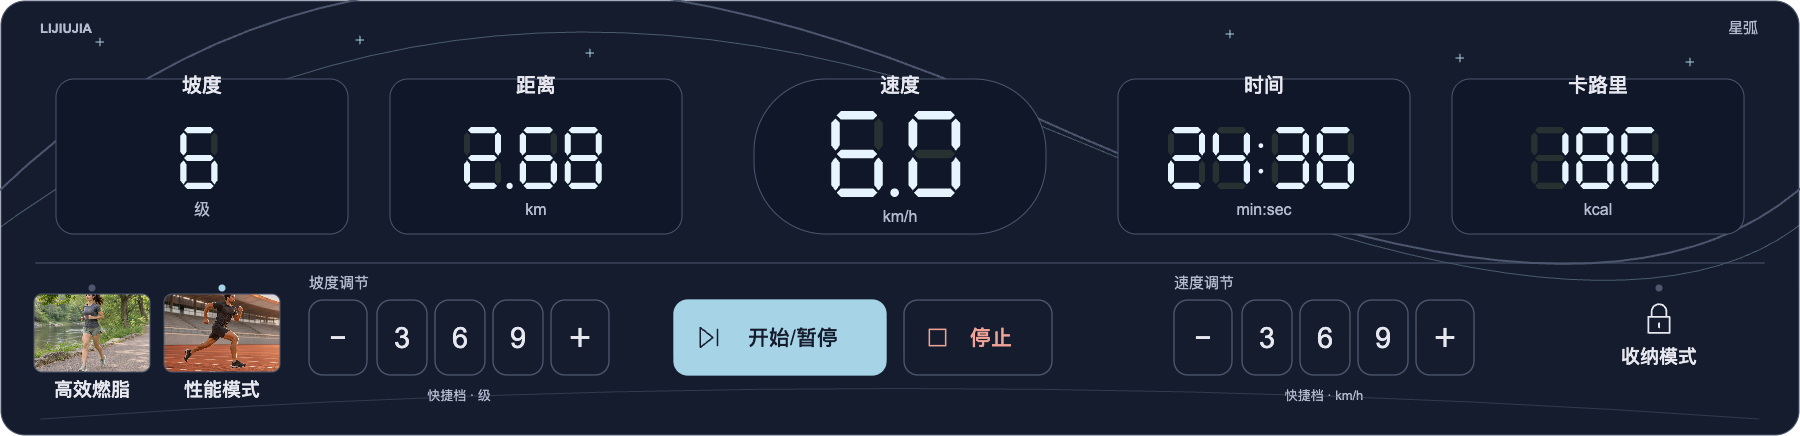 LIJIUJIA
星弧
坡度
6
级
距离
2.68
km
速度
6.0
km/h
时间
24:36
min:sec
卡路里
186
kcal
高效燃脂
性能模式
坡度调节
− 3 6 9 +
快捷档 · 级
开始/暂停
停止
速度调节
− 3 6 9 +
快捷档 · km/h
收纳模式